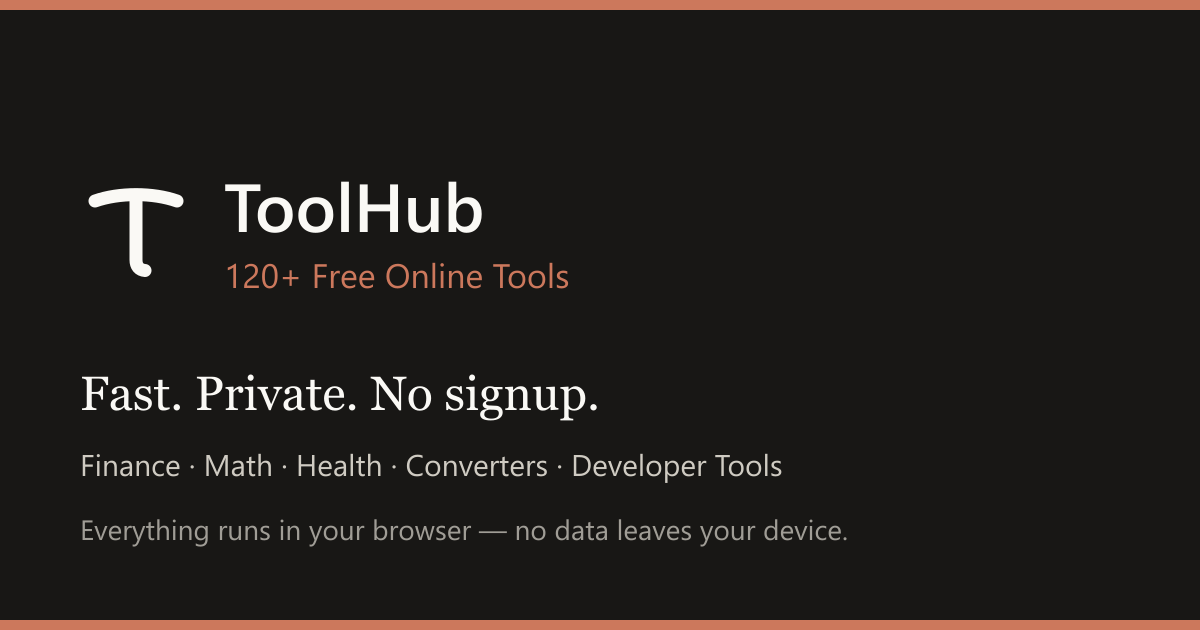 ToolHub
120+ Free Online Tools
Fast. Private. No signup.
Finance · Math · Health · Converters · Developer Tools
Everything runs in your browser — no data leaves your device.